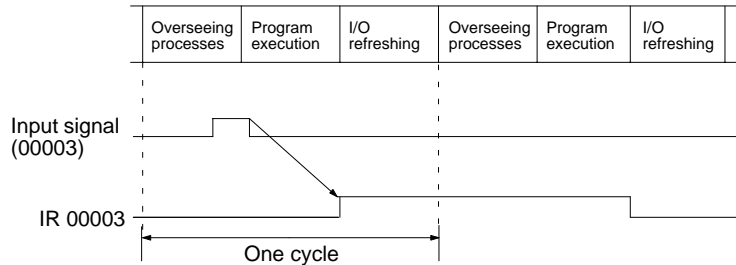 Overseeing processes
Program execution
I/O refreshing
Overseeing processes
Program execution
I/O refreshing
Input signal
(00003)
IR 00003
One cycle